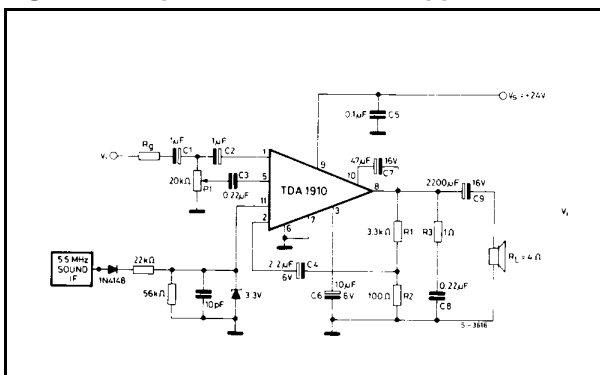 VS = +24V
0.1µF
C5
1µF
1µF
Rg
C1
C2
Vi
47µF
16V
C7
2200µF
16V
C9
20kΩ
P1
C3
0.22µF
1
5
11
2
9
10
8
3
6
7
TDA 1910
Vi
3.3kΩ
R1
R3
1Ω
RL = 4Ω
5.5 MHz
SOUND
IF
1N4148
22kΩ
56kΩ
10pF
3.3V
2.2µF
6V
C4
10µF
C6
6V
100Ω
R2
0.22µF
C8
S-3618